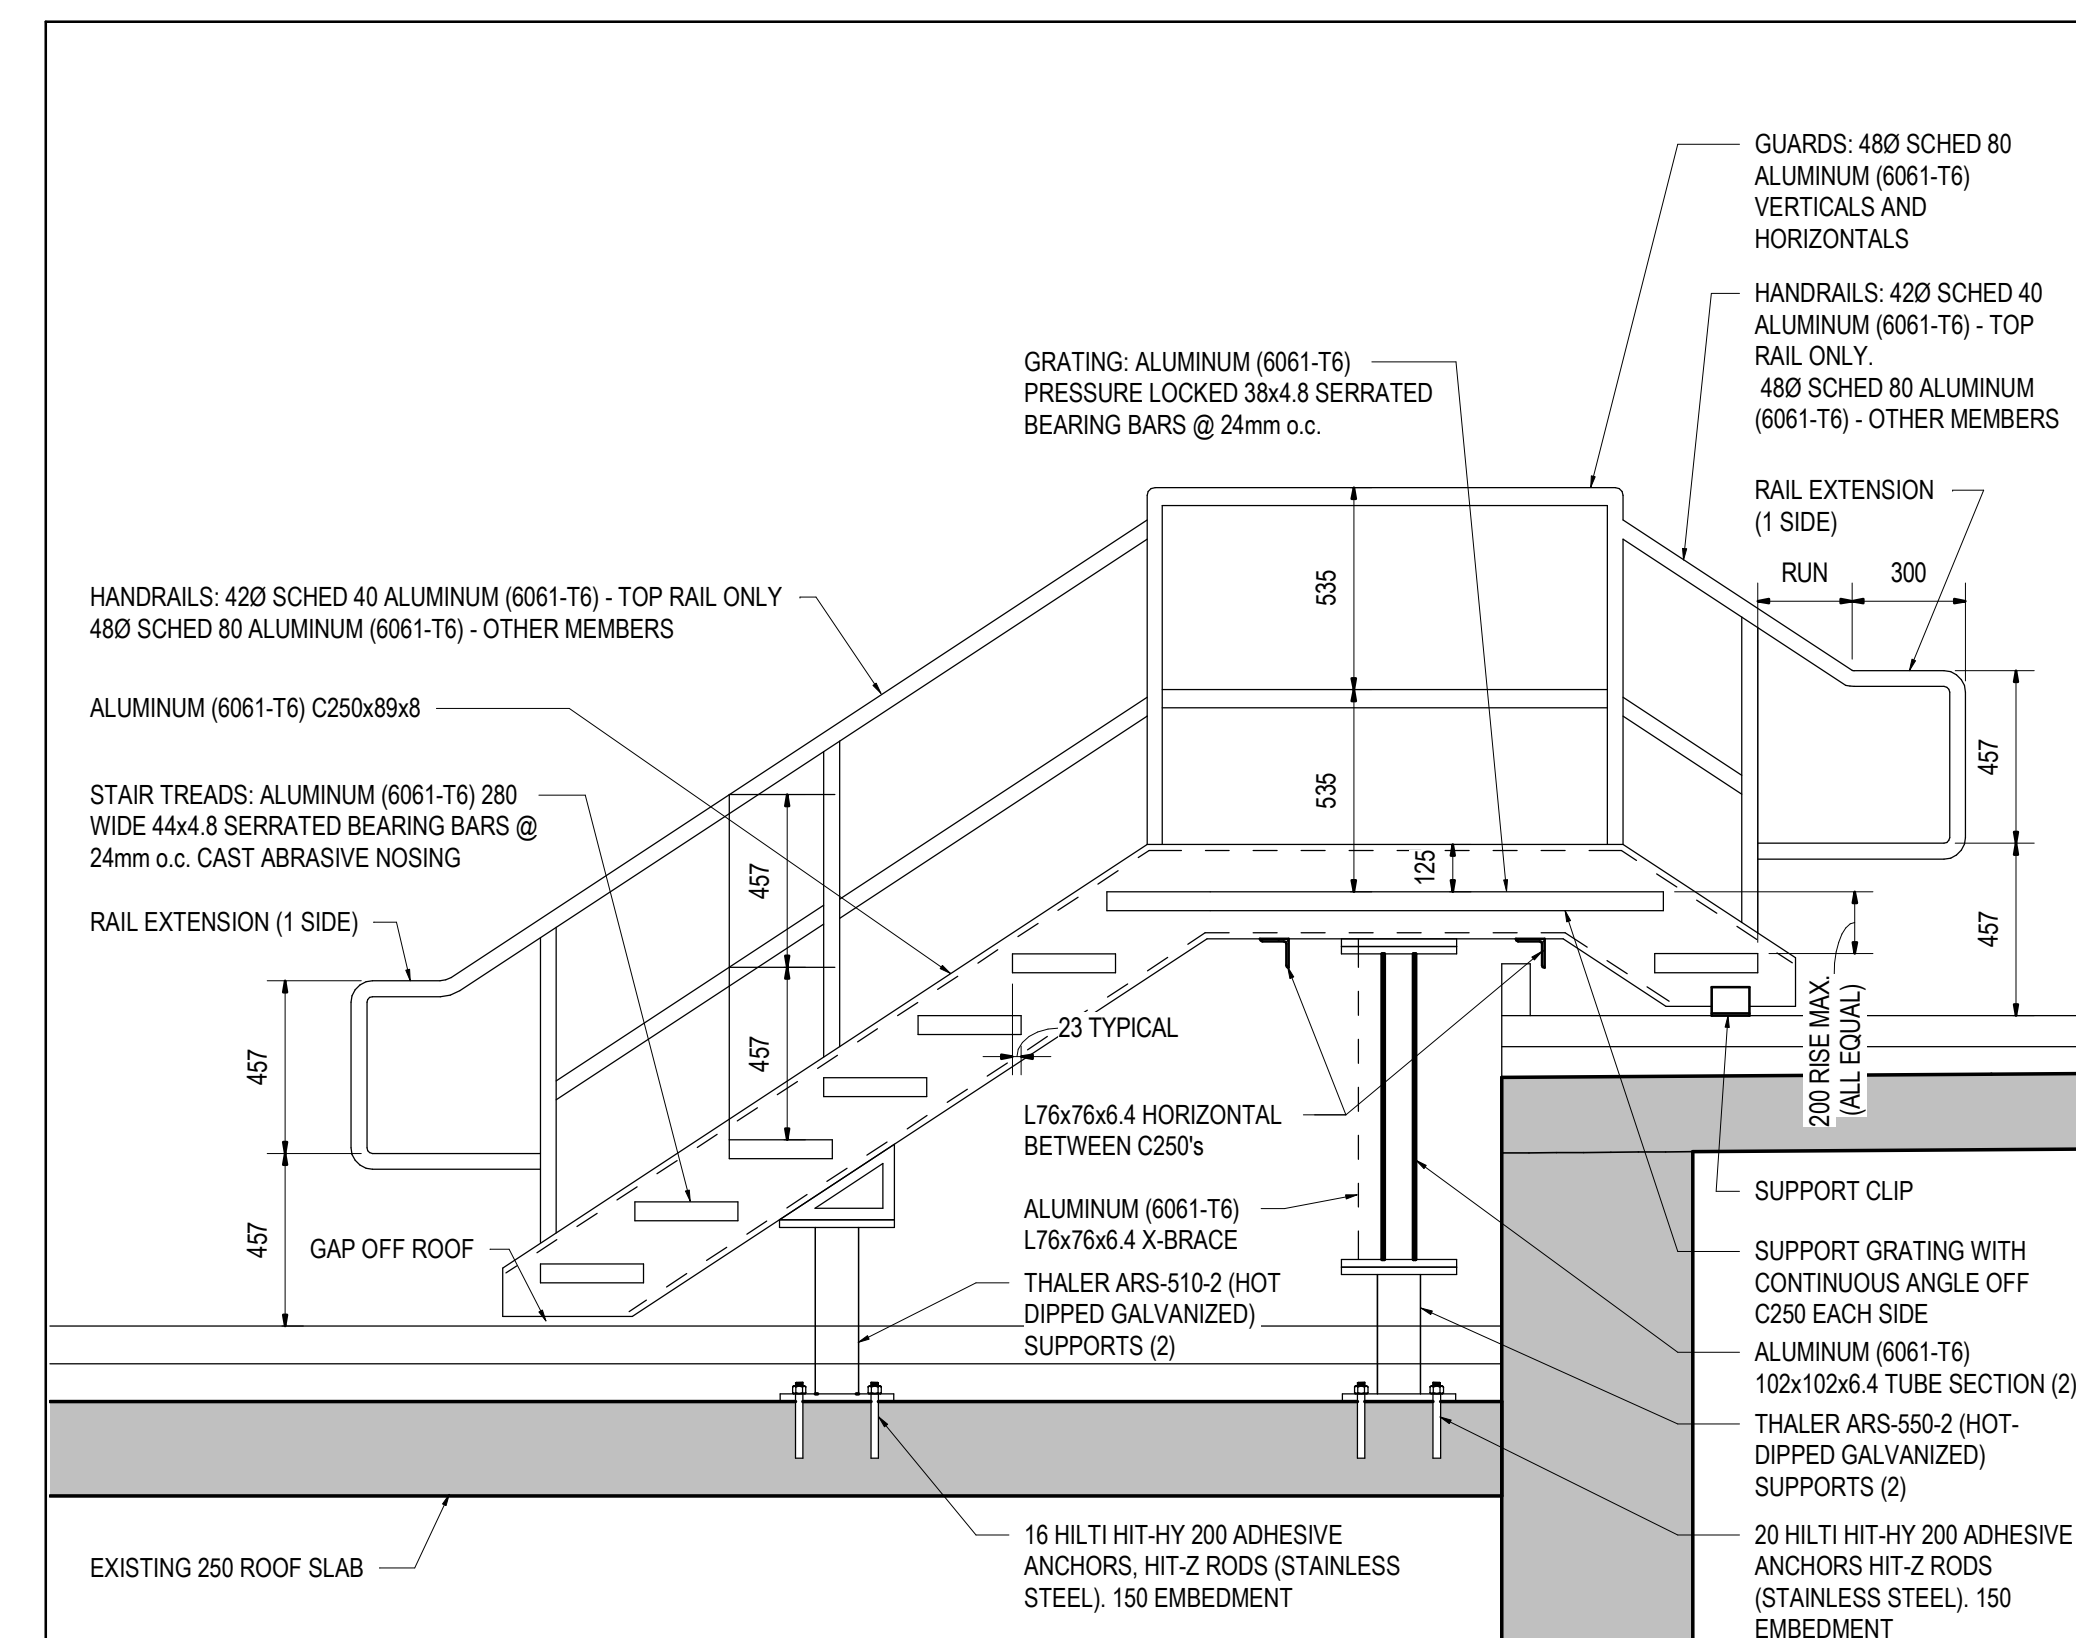 GUARDS: 48Ø SCHED 80
ALUMINUM (6061-T6)
VERTICALS AND
HORIZONTALS
HANDRAILS: 42Ø SCHED 40
ALUMINUM (6061-T6) - TOP
RAIL ONLY.
48Ø SCHED 80 ALUMINUM
(6061-T6) - OTHER MEMBERS
GRATING: ALUMINUM (6061-T6)
PRESSURE LOCKED 38x4.8 SERRATED
BEARING BARS @ 24mm o.c.
RAIL EXTENSION
(1 SIDE)
RUN
300
HANDRAILS: 42Ø SCHED 40 ALUMINUM (6061-T6) - TOP RAIL ONLY
48Ø SCHED 80 ALUMINUM (6061-T6) - OTHER MEMBERS
ALUMINUM (6061-T6) C250x89x8
STAIR TREADS: ALUMINUM (6061-T6) 280
WIDE 44x4.8 SERRATED BEARING BARS @
24mm o.c. CAST ABRASIVE NOSING
RAIL EXTENSION (1 SIDE)
535
535
125
457
457
457
457
457
457
23 TYPICAL
200 RISE MAX.
(ALL EQUAL)
GAP OFF ROOF
L76x76x6.4 HORIZONTAL
BETWEEN C250's
ALUMINUM (6061-T6)
L76x76x6.4 X-BRACE
THALER ARS-510-2 (HOT
DIPPED GALVANIZED)
SUPPORTS (2)
SUPPORT CLIP
SUPPORT GRATING WITH
CONTINUOUS ANGLE OFF
C250 EACH SIDE
ALUMINUM (6061-T6)
102x102x6.4 TUBE SECTION (2)
THALER ARS-550-2 (HOT-
DIPPED GALVANIZED)
SUPPORTS (2)
EXISTING 250 ROOF SLAB
16 HILTI HIT-HY 200 ADHESIVE
ANCHORS, HIT-Z RODS (STAINLESS
STEEL). 150 EMBEDMENT
20 HILTI HIT-HY 200 ADHESIVE
ANCHORS HIT-Z RODS
(STAINLESS STEEL). 150
EMBEDMENT